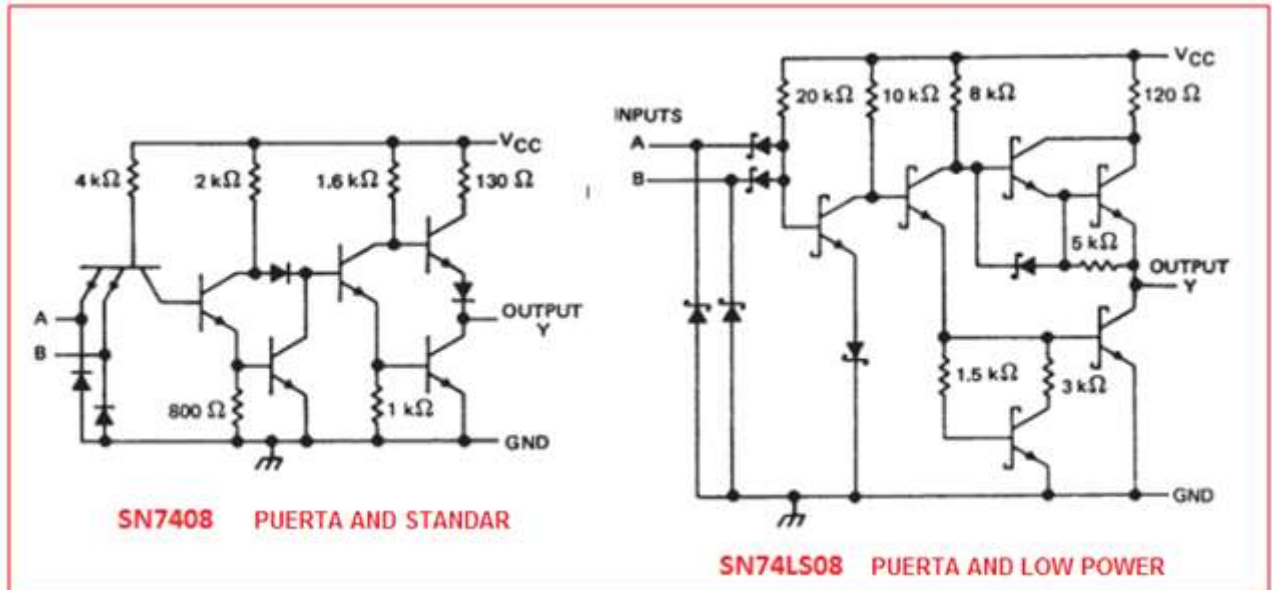 VCC
4 kΩ
2 kΩ
1.6 kΩ
130 Ω
A
B
OUTPUT
Y
800 Ω
1 kΩ
GND
SN7408 PUERTA AND STANDAR
VCC
20 kΩ
10 kΩ
8 kΩ
120 Ω
INPUTS
A
B
5 kΩ
OUTPUT
Y
1.5 kΩ
3 kΩ
GND
SN74LS08 PUERTA AND LOW POWER